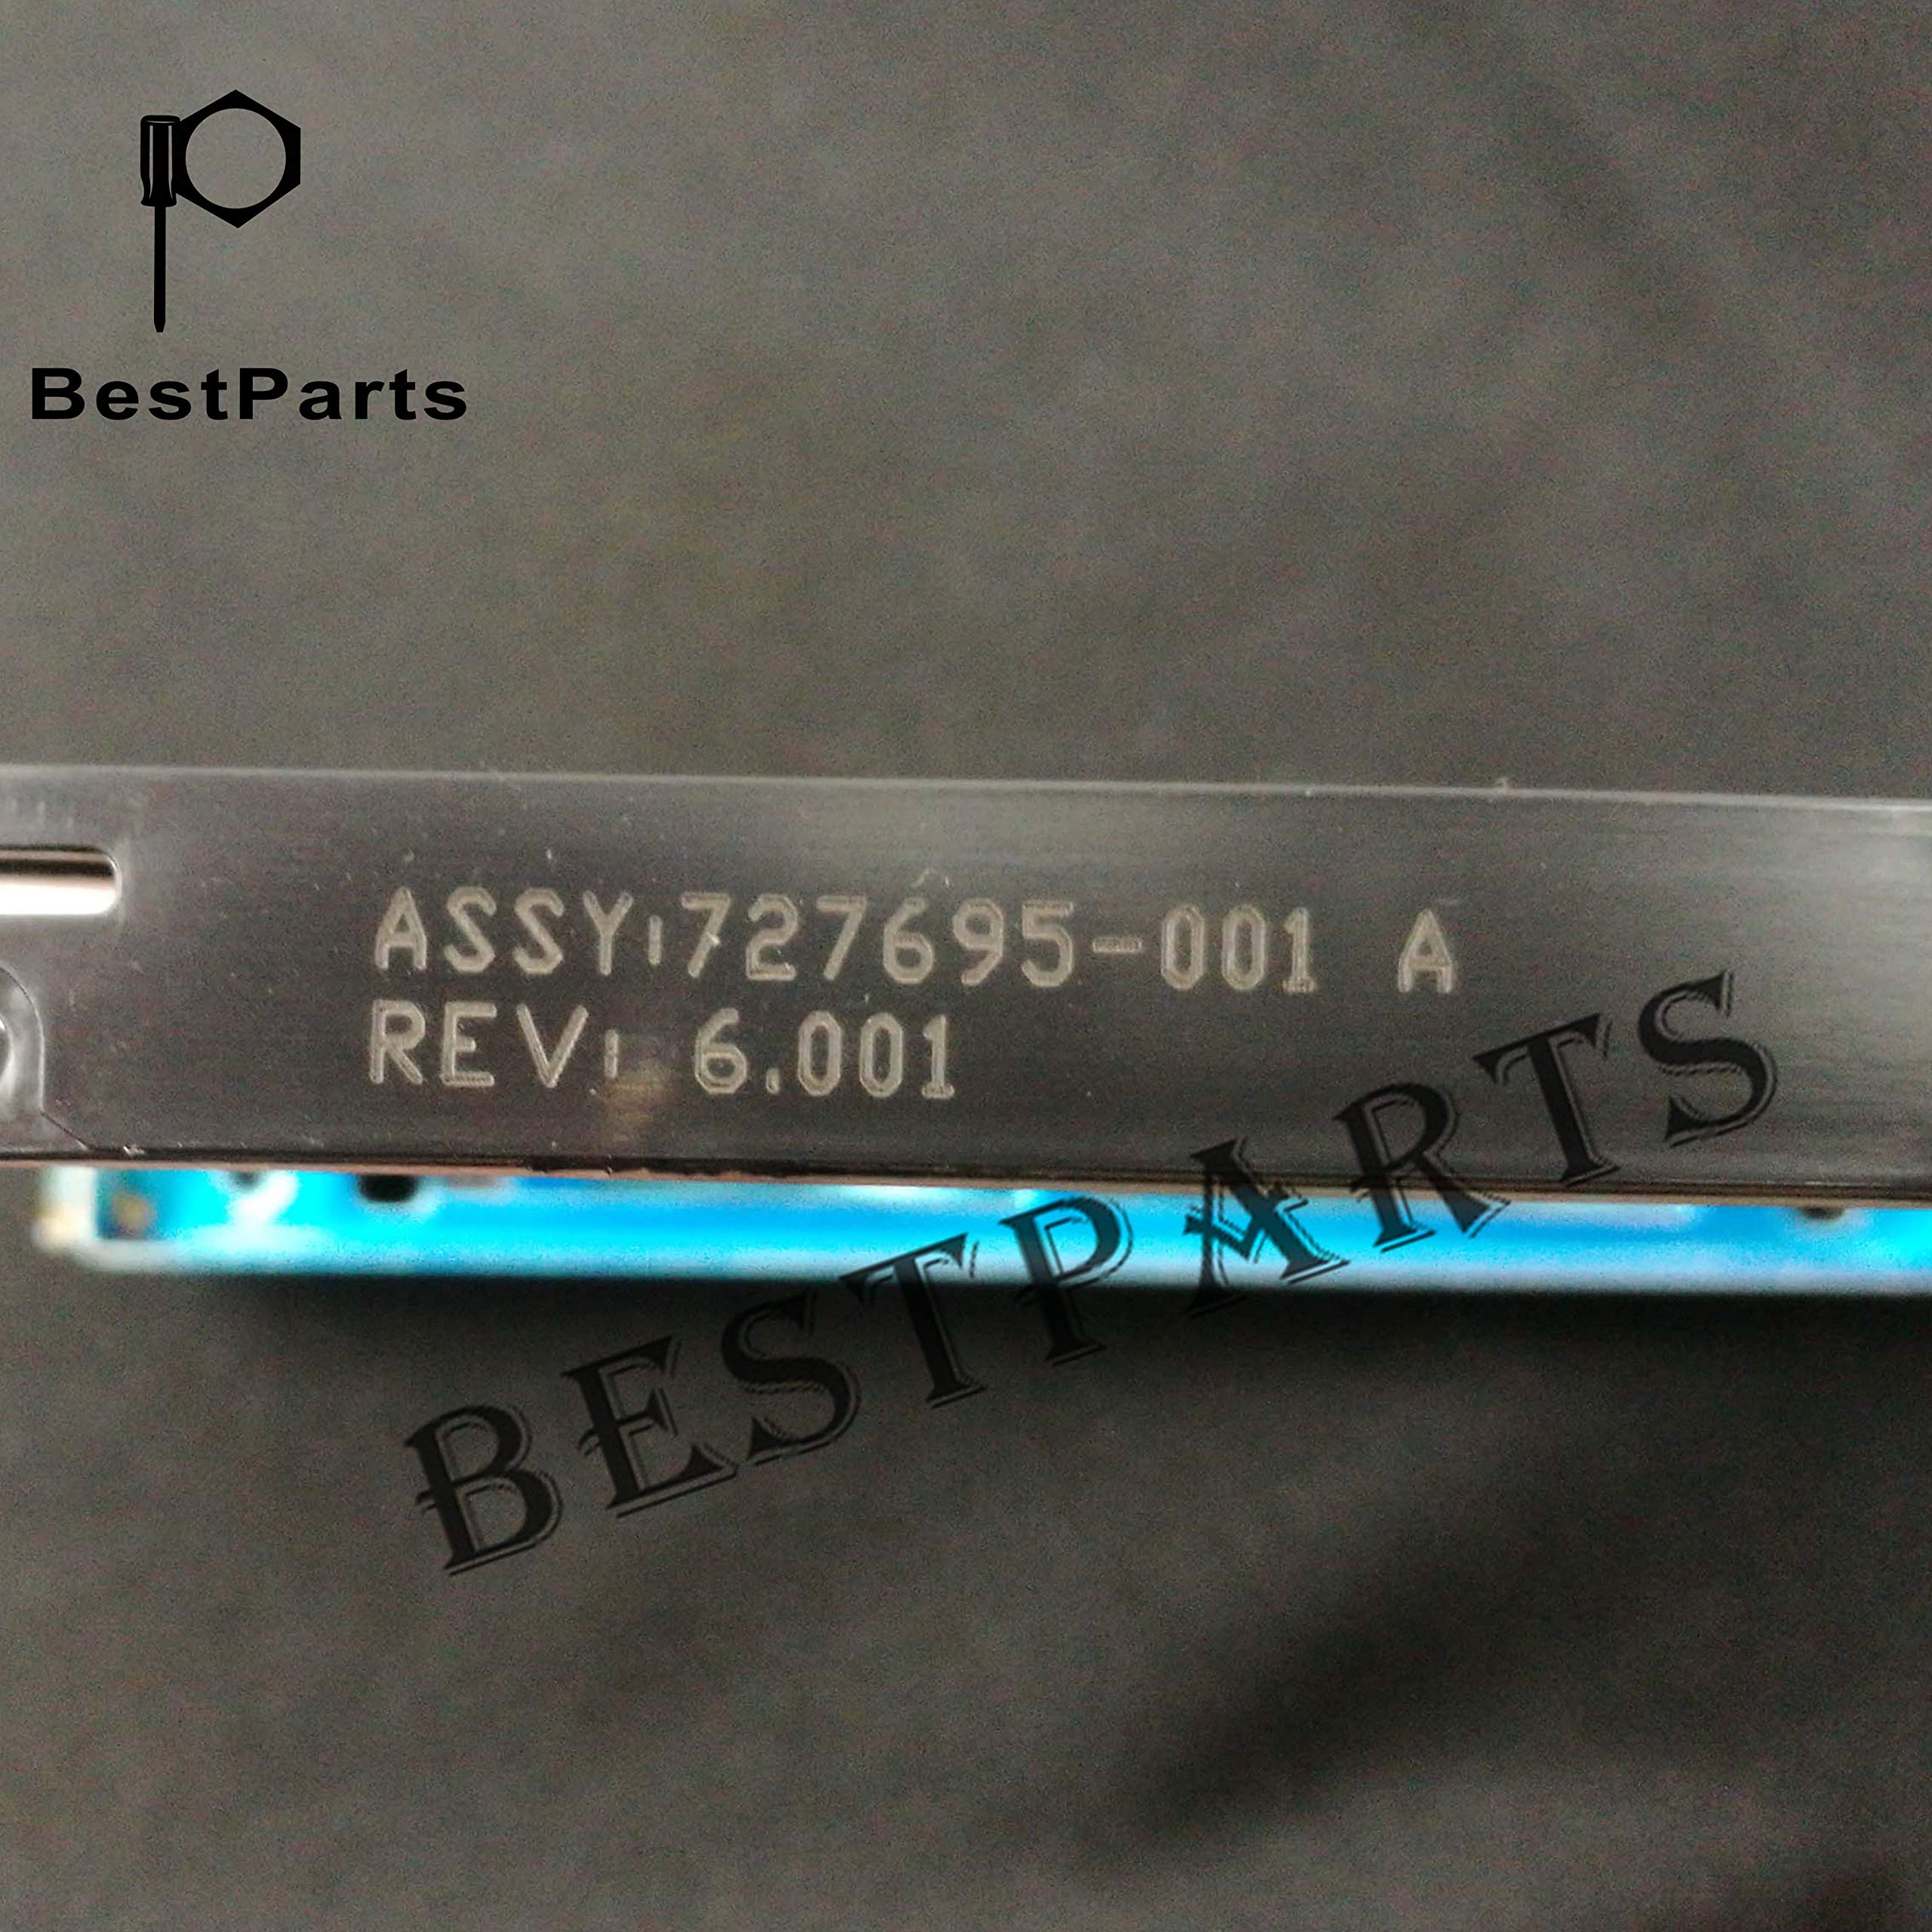 BestParts
ASSY:727695-001 A
REV: 6.001
BESTPARTS